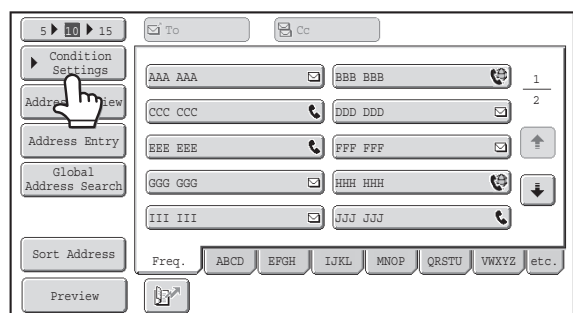 5 10 15
To
Cc
Condition
Settings
Address Entry
Global
Address Search
Sort Address
Preview
AAA AAA
BBB BBB
CCC CCC
DDD DDD
EEE EEE
FFF FFF
GGG GGG
HHH HHH
III III
JJJ JJJ
1
2
Freq.
ABCD
EFGH
IJKL
MNOP
QRSTU
VWXYZ
etc.